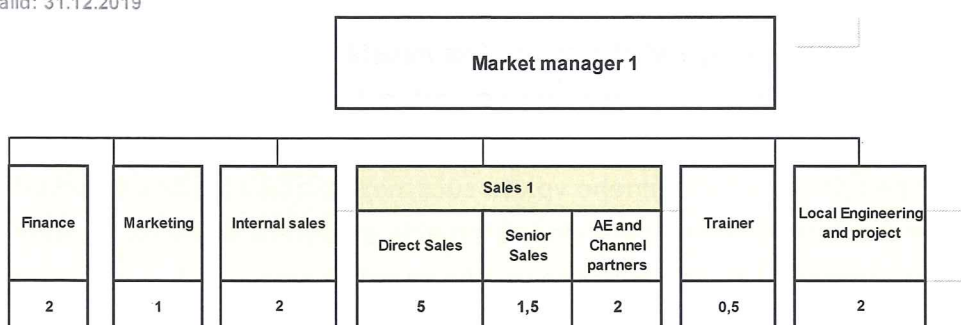 alid: 31.12.2019
Market manager 1
Finance
Marketing
Internal sales
Sales 1
Direct Sales
Senior
Sales
AE and
Channel
partners
Trainer
Local Engineering
and project
2
1
2
5
1,5
2
0,5
2